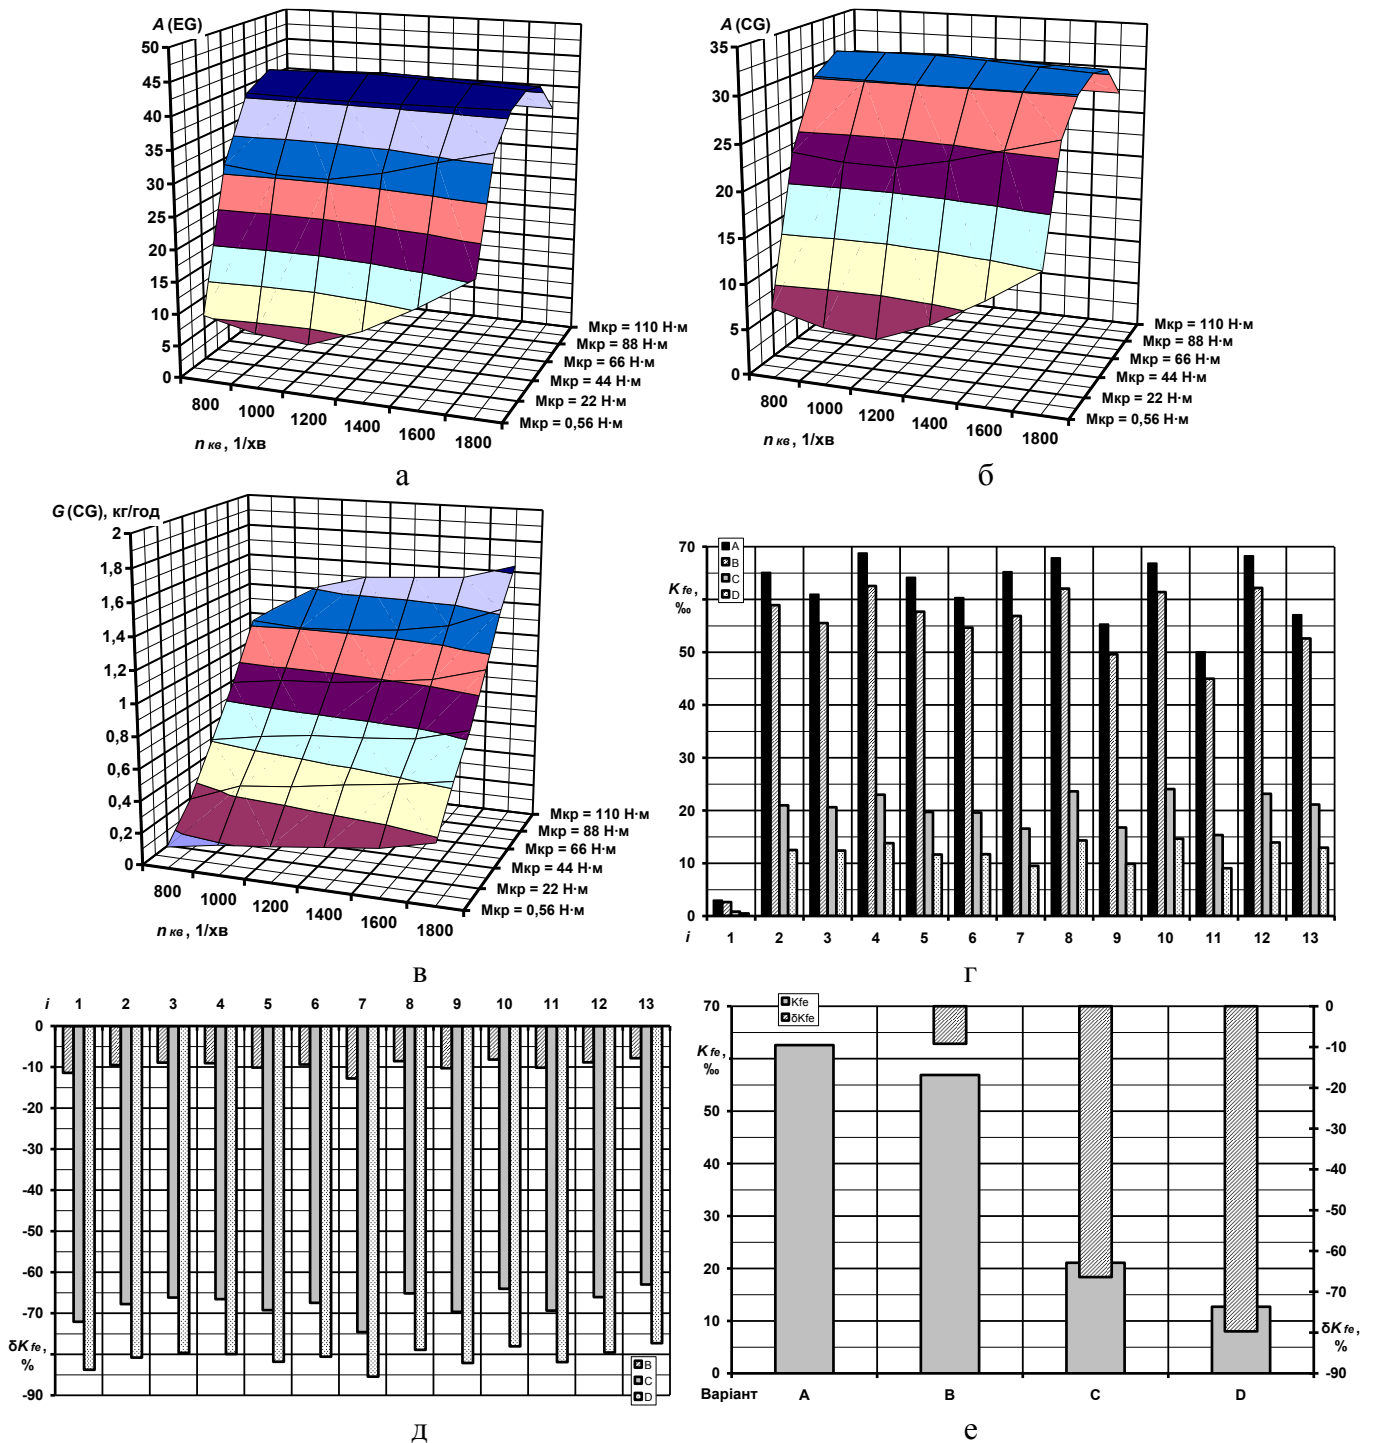 A (EG)
50
45
40
35
30
25
20
15
10
5
0
800
1000
1200
1400
1600
1800
n кв, 1/хв
Мкр = 110 Н·м
Мкр = 88 Н·м
Мкр = 66 Н·м
Мкр = 44 Н·м
Мкр = 22 Н·м
Мкр = 0,56 Н·м
а
A (CG)
35
30
25
20
15
10
5
0
800
1000
1200
1400
1600
1800
n кв, 1/хв
Мкр = 110 Н·м
Мкр = 88 Н·м
Мкр = 66 Н·м
Мкр = 44 Н·м
Мкр = 22 Н·м
Мкр = 0,56 Н·м
б
G (CG), кг/год
2
1,8
1,6
1,4
1,2
1
0,8
0,6
0,4
0,2
0
800
1000
1200
1400
1600
1800
n кв, 1/хв
Мкр = 110 Н·м
Мкр = 88 Н·м
Мкр = 66 Н·м
Мкр = 44 Н·м
Мкр = 22 Н·м
Мкр = 0,56 Н·м
в
A
B
C
D
70
K fe,
‰
50
40
30
20
10
0
i 1 2 3 4 5 6 7 8 9 10 11 12 13
г
i 1 2 3 4 5 6 7 8 9 10 11 12 13
0
-10
-20
-30
-40
-50
-60
-70
δK fe,
%
-90
B
C
D
д
Kfe
δKfe
70
K fe,
‰
50
40
30
20
10
0
0
-10
-20
-30
-40
-50
-60
-70
δK fe,
%
-90
Варіант A B C D
е